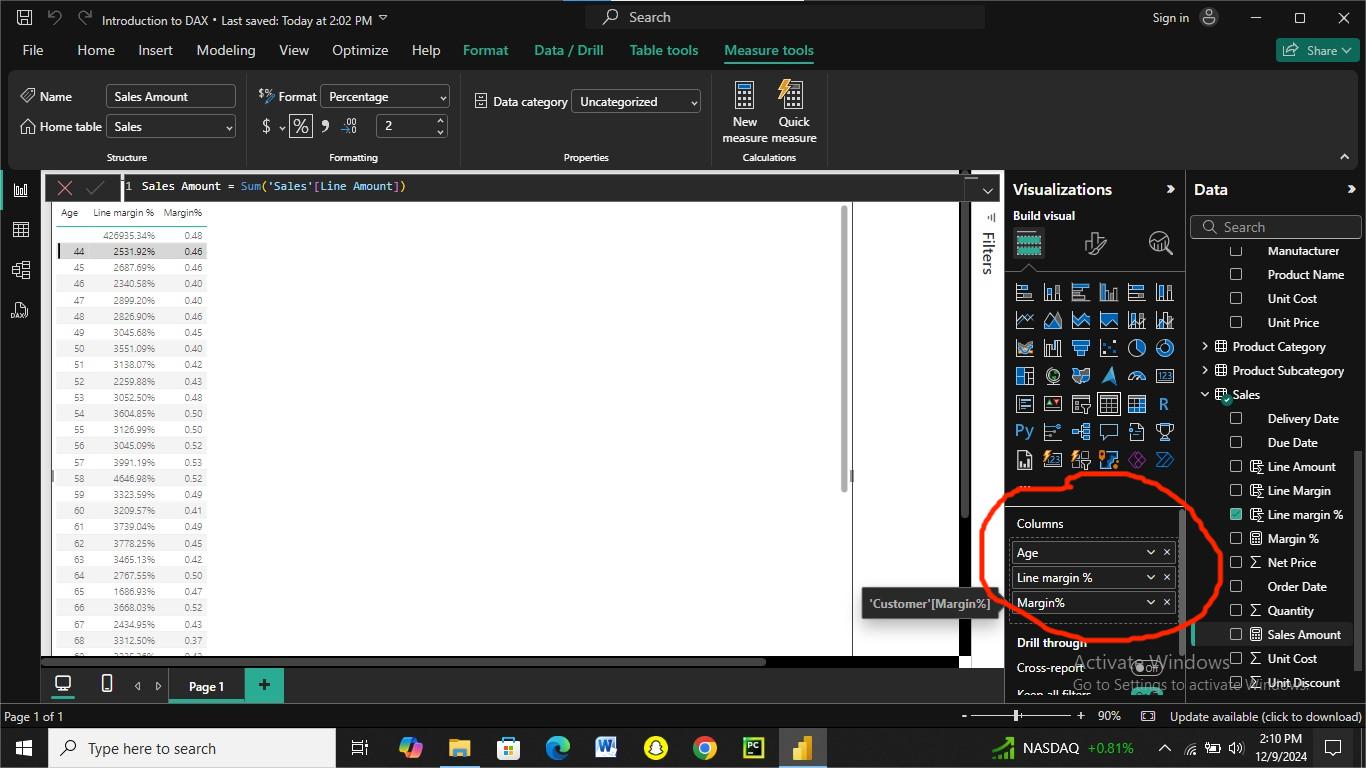 Introduction to DAX • Last saved: Today at 2:02 PM
Search
Sign in
File Home Insert Modeling View Optimize Help Format Data / Drill Table tools Measure tools
Share
Name Sales Amount
Home table Sales
Structure
Format Percentage
$ % 9 .00 2
Formatting
Data category Uncategorized
Properties
New measure
Quick measure
Calculations
1 Sales Amount = Sum('Sales'[Line Amount])
Age Line margin % Margin%
426935.34% 0.48
44 2531.92% 0.46
45 2687.69% 0.46
46 2340.58% 0.40
47 2899.20% 0.40
48 2826.90% 0.46
49 3045.68% 0.45
50 3551.09% 0.40
51 3138.07% 0.42
52 2259.88% 0.43
53 3052.50% 0.48
54 3604.85% 0.50
55 3126.99% 0.50
56 3045.09% 0.52
57 3991.19% 0.53
58 4646.98% 0.52
59 3323.59% 0.49
60 3209.57% 0.41
61 3739.04% 0.49
62 3778.25% 0.45
63 3465.13% 0.42
64 2767.55% 0.50
65 1686.93% 0.47
66 3668.03% 0.52
67 2434.95% 0.43
68 3312.50% 0.37
Filters
Visualizations
Build visual
123
R
Py
Columns
Age
Line margin %
Margin%
'Customer'[Margin%]
Drill through
Cross-report
Off
Keep all filters
Data
Search
Manufacturer
Product Name
Unit Cost
Unit Price
Product Category
Product Subcategory
Sales
Delivery Date
Due Date
Line Amount
Line Margin
Line margin %
Margin %
Net Price
Order Date
Quantity
Sales Amount
Unit Cost
Unit Discount
Activate Windows
Go to Settings to activate Windows.
Page 1
Page 1 of 1
90%
Update available (click to download)
Type here to search
NASDAQ +0.81%
2:10 PM
12/9/2024